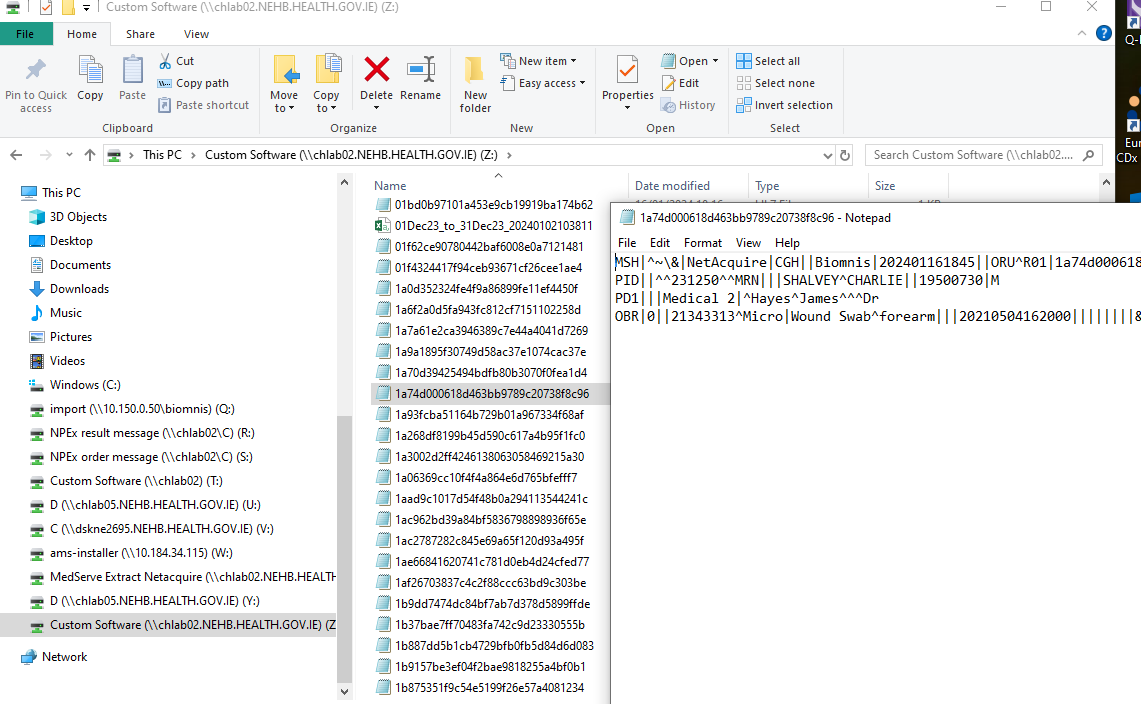 Custom Software (\\chlab02.NEHB.HEALTH.GOV.IE) (Z:)
File Home Share View
Pin to Quick access
Copy
Paste
Cut
Copy path
Paste shortcut
Clipboard
Move to
Copy to
Delete
Rename
Organize
New folder
New item
Easy access
New
Properties
Open
Edit
History
Open
Select all
Select none
Invert selection
Select
This PC > Custom Software (\\chlab02.NEHB.HEALTH.GOV.IE) (Z:) >
Search Custom Software (\\chlab02....
This PC
3D Objects
Desktop
Documents
Downloads
Music
Pictures
Videos
Windows (C:)
import (\\10.150.0.50\biomnis) (Q:)
NPEx result message (\\chlab02\C) (R:)
NPEx order message (\\chlab02\C) (S:)
Custom Software (\\chlab02) (T:)
D (\\chlab05.NEHB.HEALTH.GOV.IE) (U:)
C (\\dskne2695.NEHB.HEALTH.GOV.IE) (V:)
ams-installer (\\10.184.34.115) (W:)
MedServe Extract Netacquire (\\chlab02.NEHB.HEALTH
D (\\chlab05.NEHB.HEALTH.GOV.IE) (Y:)
Custom Software (\\chlab02.NEHB.HEALTH.GOV.IE) (Z
Network
Name Date modified Type Size
01bd0b97101a453e9cb19919ba174b62
01Dec23_to_31Dec23_20240102103811
01f62ce90780442baf6008e0a7121481
01f4324417f94ceb93671cf26cee1ae4
1a0d352324fe4f9a86899fe11ef4450f
1a6f2a0d5fa943fc812cf7151102258d
1a7a61e2ca3946389c7e44a4041d7269
1a9a1895f30749d58ac37e1074cac37e
1a70d39425494bdfb80b3070f0fea1d4
1a74d000618d463bb9789c20738f8c96
1a93fcba51164b729b01a967334f68af
1a268df8199b45d590c617a4b95f1fc0
1a3002d2ff4246138063058469215a30
1a06369cc10f4f4a864e6d765bfefff7
1aad9c1017d54f48b0a294113544241c
1ac962bd39a84bf5836798898936f65e
1ac2787282c845e69a65f120d93a495f
1ae66841620741c781d0eb4d24cfed77
1af26703837c4c2f88ccc63bd9c303be
1b9dd7474dc84bf7ab7d378d5899ffde
1b37bae7ff70483fa742c9d23330555b
1b887dd5b1cb4729bfb0fb5d84d6d083
1b9157be3ef04f2bae9818255a4bf0b1
1b875351f9c54e5199f26e57a4081234
1a74d000618d463bb9789c20738f8c96 - Notepad
File Edit Format View Help
MSH|^~\&|NetAcquire|CGH||Biomnis|202401161845||ORU^R01|1a74d000618
PID||^^231250^^MRN|||SHALVEY^CHARLIE||19500730|M
PD1|||Medical 2|^Hayes^James^^^Dr
OBR|0||21343313^Micro|Wound Swab^forearm|||20210504162000||||||||&
Q-
Eur
CDx